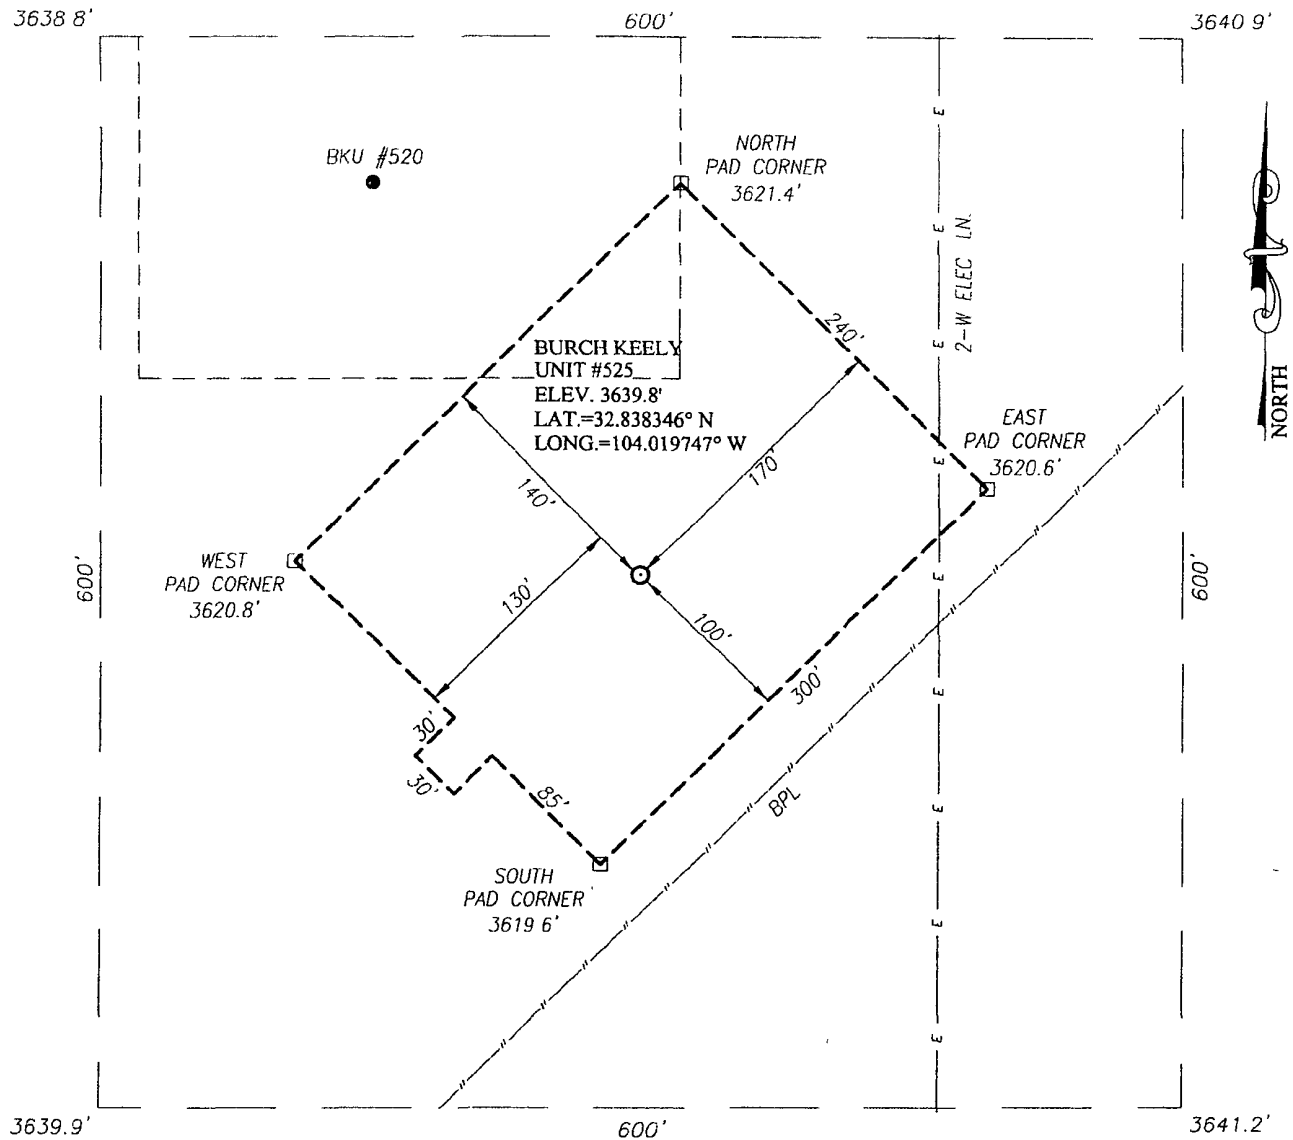 3638 8'
600'
3640 9'
BKU #520
NORTH
PAD CORNER
3621.4'
E
E
2-W ELEC LN.
E
240'
BURCH KEELY
UNIT #525
ELEV. 3639.8'
LAT.=32.838346° N
LONG.=104.019747° W
NORTH
EAST
PAD CORNER
3620.6'
E
170'
140'
E
WEST
PAD CORNER
3620.8'
600'
600'
130'
100'
E
300'
E
30'
30'
85'
BPL
E
SOUTH
PAD CORNER
3619 6'
E
E
3639.9'
600'
3641.2'